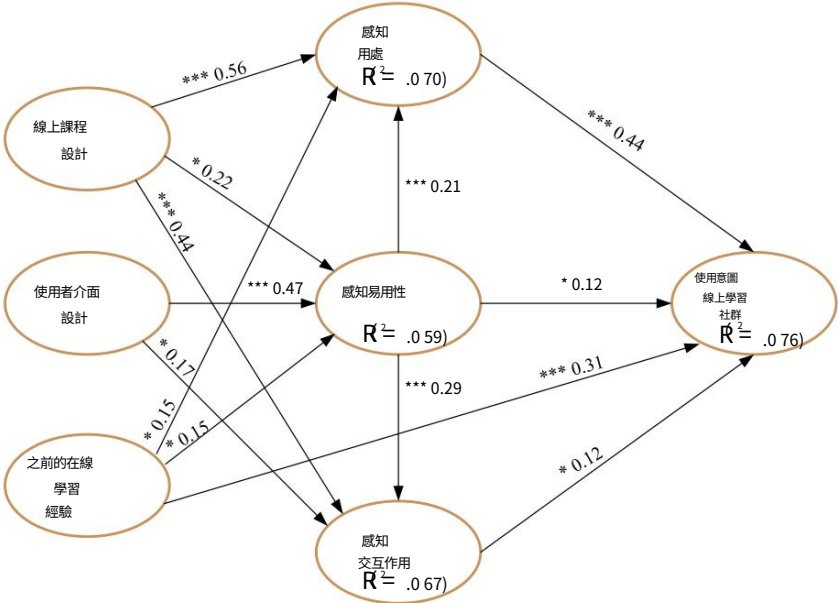 感知
用處
R² = .0 70)
*** 0.56
線上課程
設計
* 0.22
*** 0.44
*** 0.44
*** 0.21
使用者介面
設計
*** 0.47
感知易用性
R² = .0 59)
* 0.12
使用意圖
線上學習
社群
R² = .0 76)
* 0.17
* 0.15
* 0.15
*** 0.29
*** 0.31
之前的在線
學習
經驗
* 0.12
感知
交互作用
R² = .0 67)